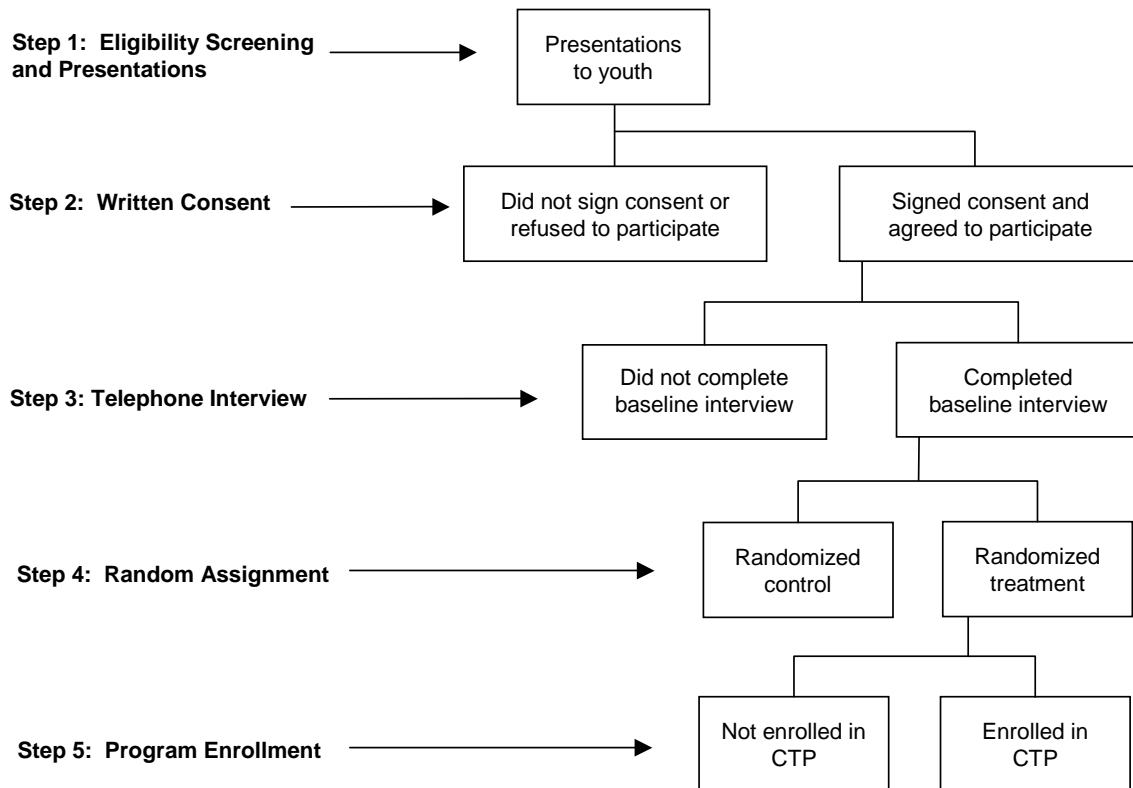 Step 1:  Eligibility Screening
and Presentations
Presentations
to youth
Step 2:  Written Consent
Did not sign consent or
refused to participate
Signed consent and
agreed to participate
Step 3: Telephone Interview
Did not complete
baseline interview
Completed
baseline interview
Step 4:  Random Assignment
Randomized
control
Randomized
treatment
Step 5:  Program Enrollment
Not enrolled in
CTP
Enrolled in
CTP